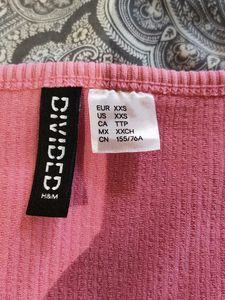 DIVIDED
H&M
EUR XXS
US XXS
CA TTP
MX XXCH
CN 155/76A